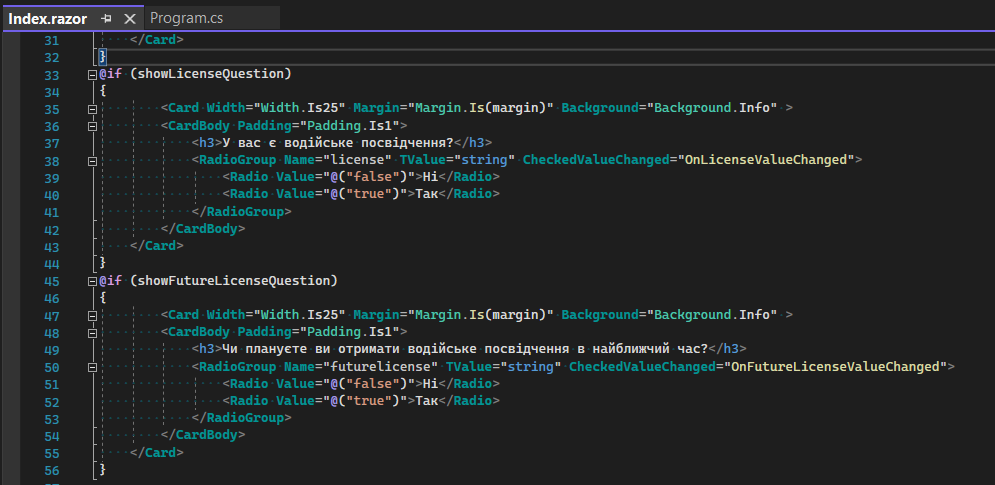 Index.razor Program.cs
31 </Card>
32 }
33 @if (showLicenseQuestion)
34 {
35 <Card Width="Width.Is25" Margin="Margin.Is(margin)" Background="Background.Info" >
36 <CardBody Padding="Padding.Is1">
37 <h3>У вас є водійське посвідчення?</h3>
38 <RadioGroup Name="license" TValue="string" CheckedValueChanged="OnLicenseValueChanged">
39 <Radio Value="@("false")">Ні</Radio>
40 <Radio Value="@("true")">Так</Radio>
41 </RadioGroup>
42 </CardBody>
43 </Card>
44 }
45 @if (showFutureLicenseQuestion)
46 {
47 <Card Width="Width.Is25" Margin="Margin.Is(margin)" Background="Background.Info" >
48 <CardBody Padding="Padding.Is1">
49 <h3>Чи плануєте ви отримати водійське посвідчення в найближчий час?</h3>
50 <RadioGroup Name="futurelicense" TValue="string" CheckedValueChanged="OnFutureLicenseValueChanged">
51 <Radio Value="@("false")">Ні</Radio>
52 <Radio Value="@("true")">Так</Radio>
53 </RadioGroup>
54 </CardBody>
55 </Card>
56 }